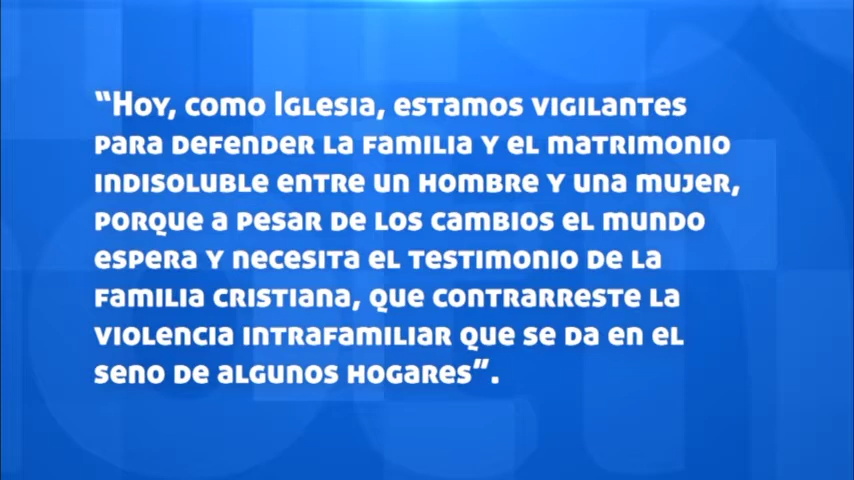 “Hoy, como Iglesia, estamos vigilantes
para defender la familia y el matrimonio
indisoluble entre un hombre y una mujer,
porque a pesar de los cambios el mundo
espera y necesita el testimonio de la
familia cristiana, que contrarreste la
violencia intrafamiliar que se da en el
seno de algunos hogares”.